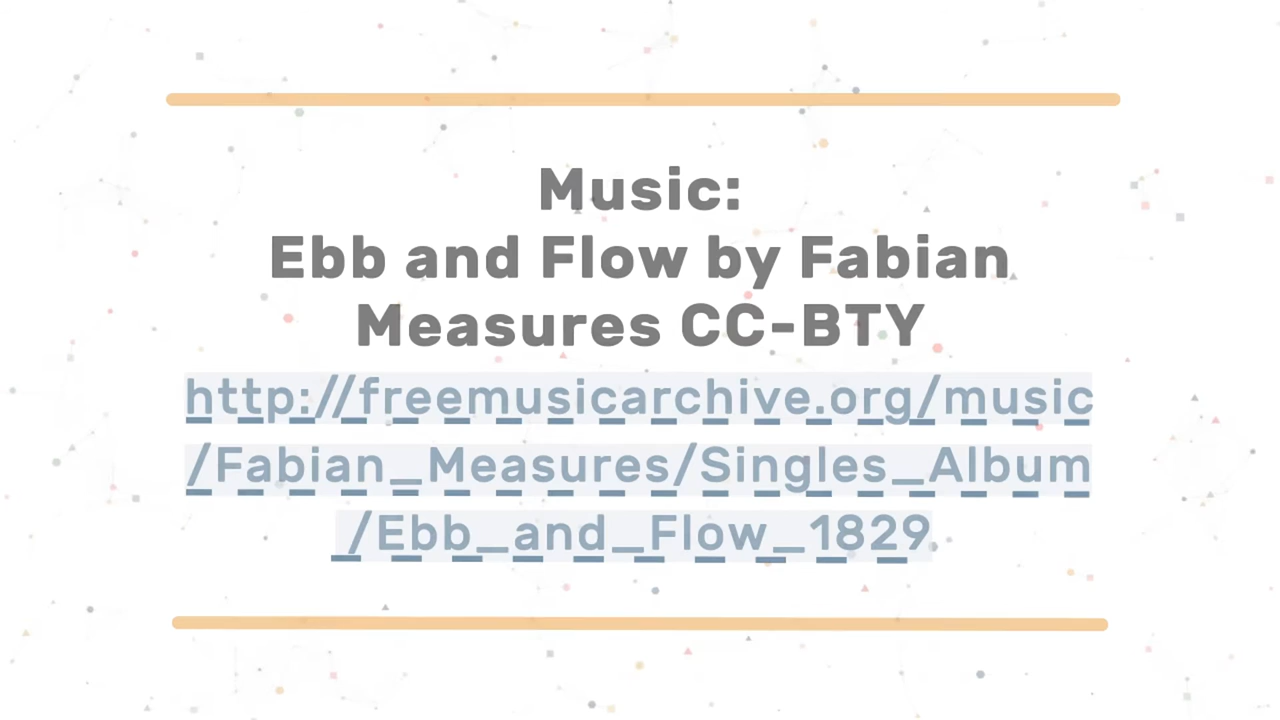 Music:
Ebb and Flow by Fabian
Measures CC-BTY
http://freemusicarchive.org/music
/Fabian_Measures/Singles_Album
/Ebb_and_Flow_1829